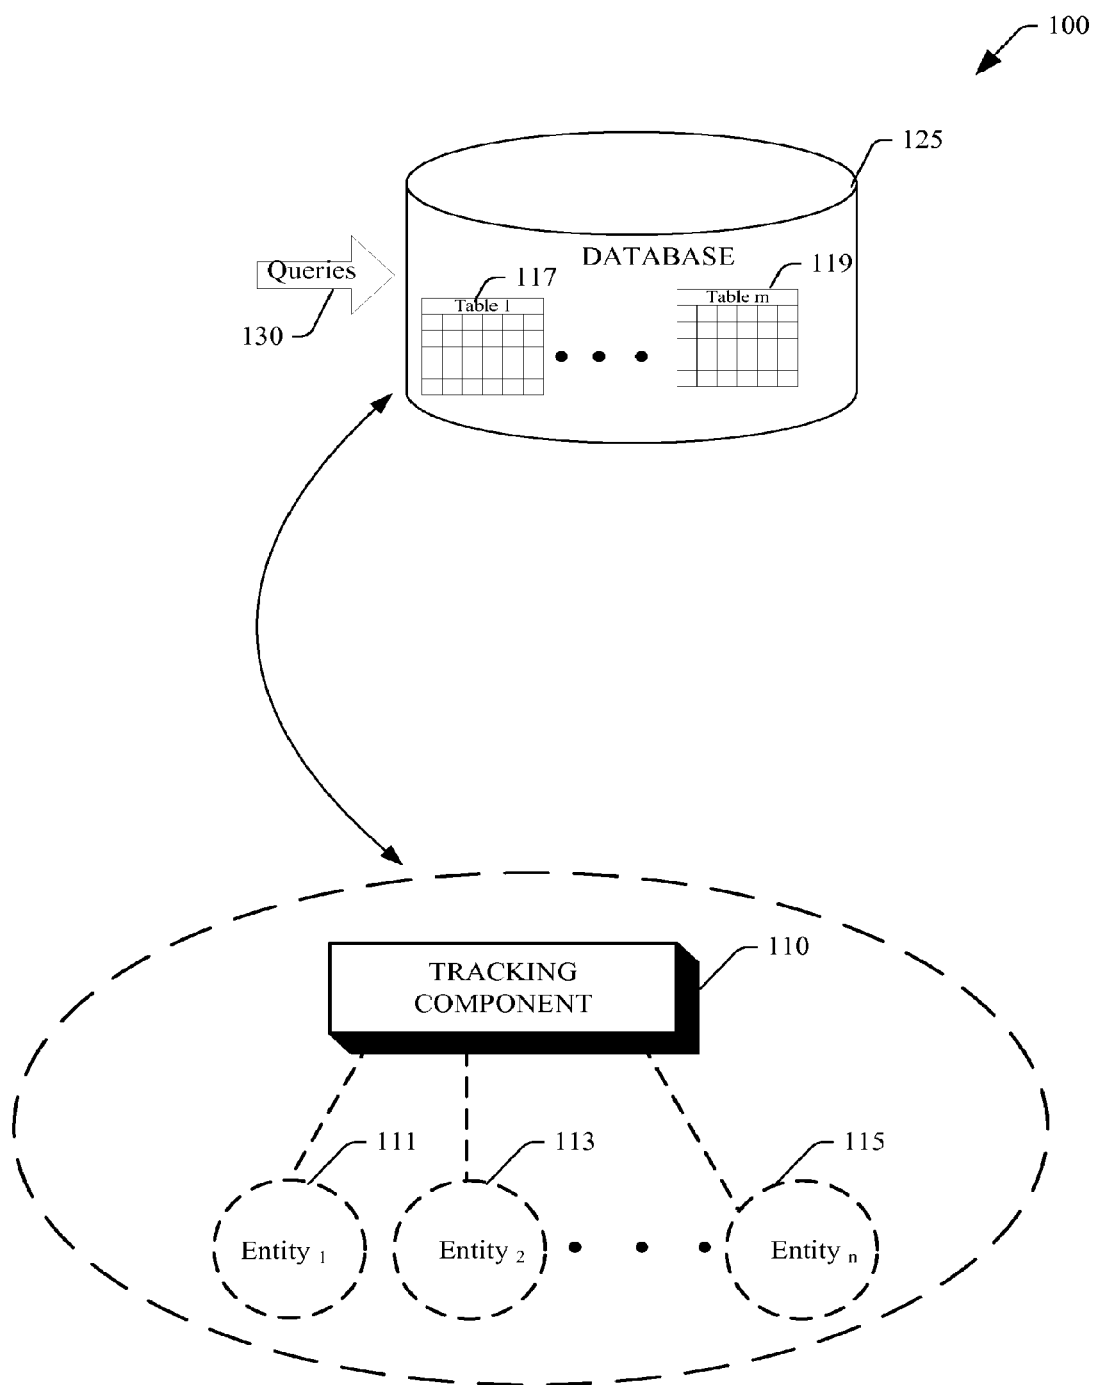 100
125
DATABASE
Queries
117
119
Table 1
Table m
130
TRACKING
COMPONENT
110
111
113
115
Entity 1
Entity 2
Entity n